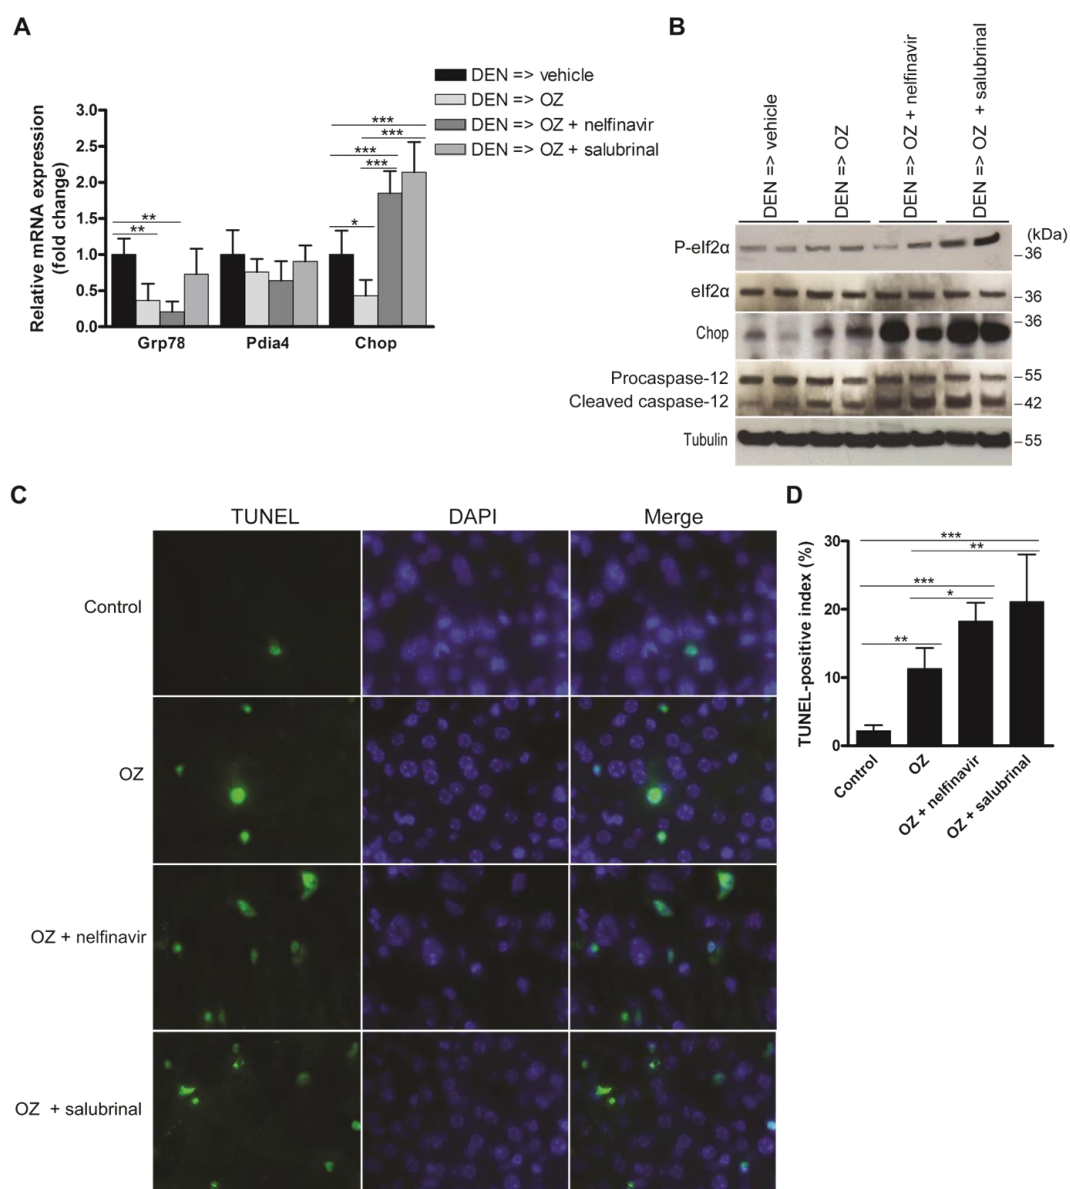 A
DEN => vehicle
DEN => OZ
DEN => OZ + nelfinavir
DEN => OZ + salubrinal
Relative mRNA expression
(fold change)
3.0
2.5
2.0
1.5
1.0
0.5
0.0
**
**
*
***
***
***
***
Grp78
Pdia4
Chop
B
DEN => vehicle
DEN => OZ
DEN => OZ + nelfinavir
DEN => OZ + salubrinal
(kDa)
P-eIf2α
–36
eIf2α
–36
Chop
–36
Procaspase-12
–55
Cleaved caspase-12
–42
Tubulin
–55
C
TUNEL
DAPI
Merge
Control
OZ
OZ + nelfinavir
OZ + salubrinal
D
TUNEL-positive index (%)
30
20
10
0
***
**
***
*
**
Control
OZ
OZ + nelfinavir
OZ + salubrinal